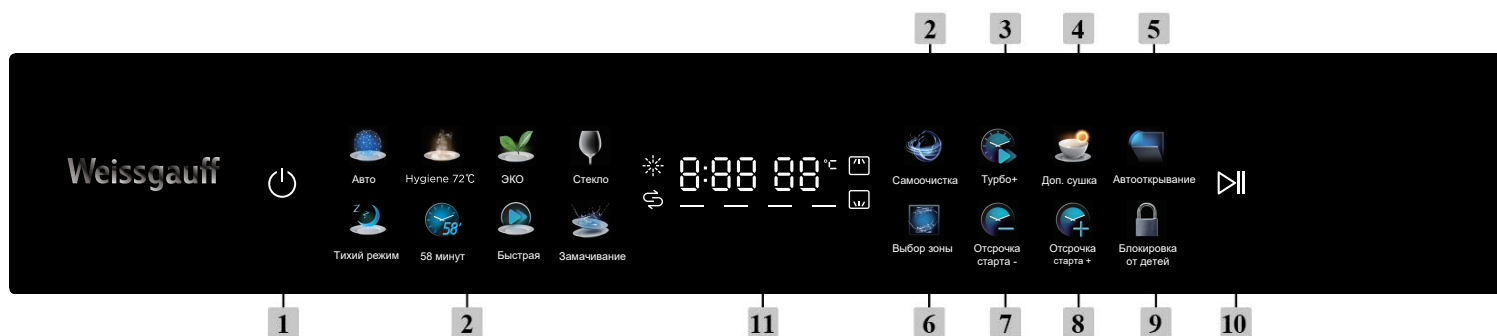 2 3 4 5
Weissgauff
Авто Hygiene 72℃ ЭКО Стекло
8:88 88 °C
Самоочистка Турбо+ Доп. сушка Автооткрывание
Z z 58'
Тихий режим 58 минут Быстрая Замачивание
Выбор зоны
Отсрочка
старта -
Отсрочка
старта +
Блокировка
от детей
1 2 11 6 7 8 9 10